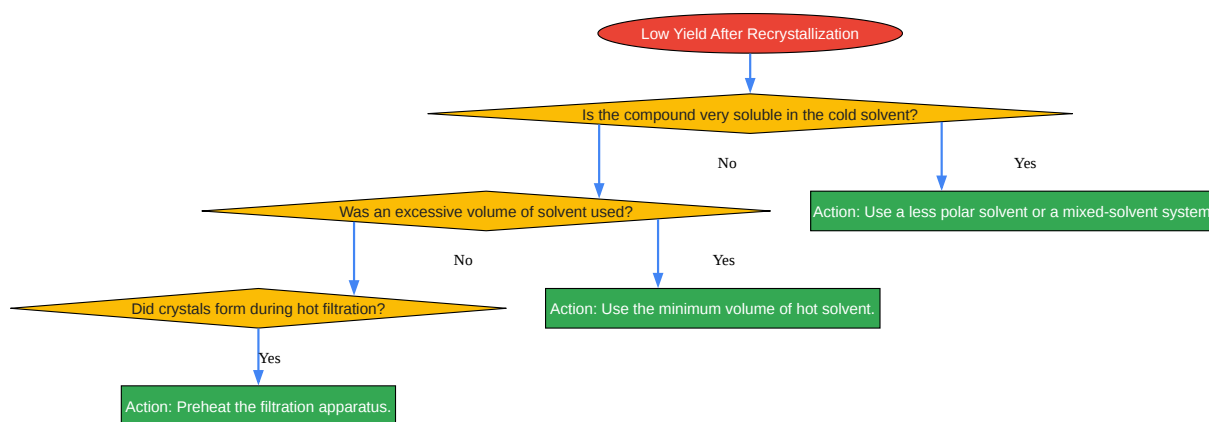 Low Yield After Recrystallization
Is the compound very soluble in the cold solvent?
No
Yes
Was an excessive volume of solvent used?
Action: Use a less polar solvent or a mixed-solvent system
No
Yes
Did crystals form during hot filtration?
Action: Use the minimum volume of hot solvent.
Yes
Action: Preheat the filtration apparatus.